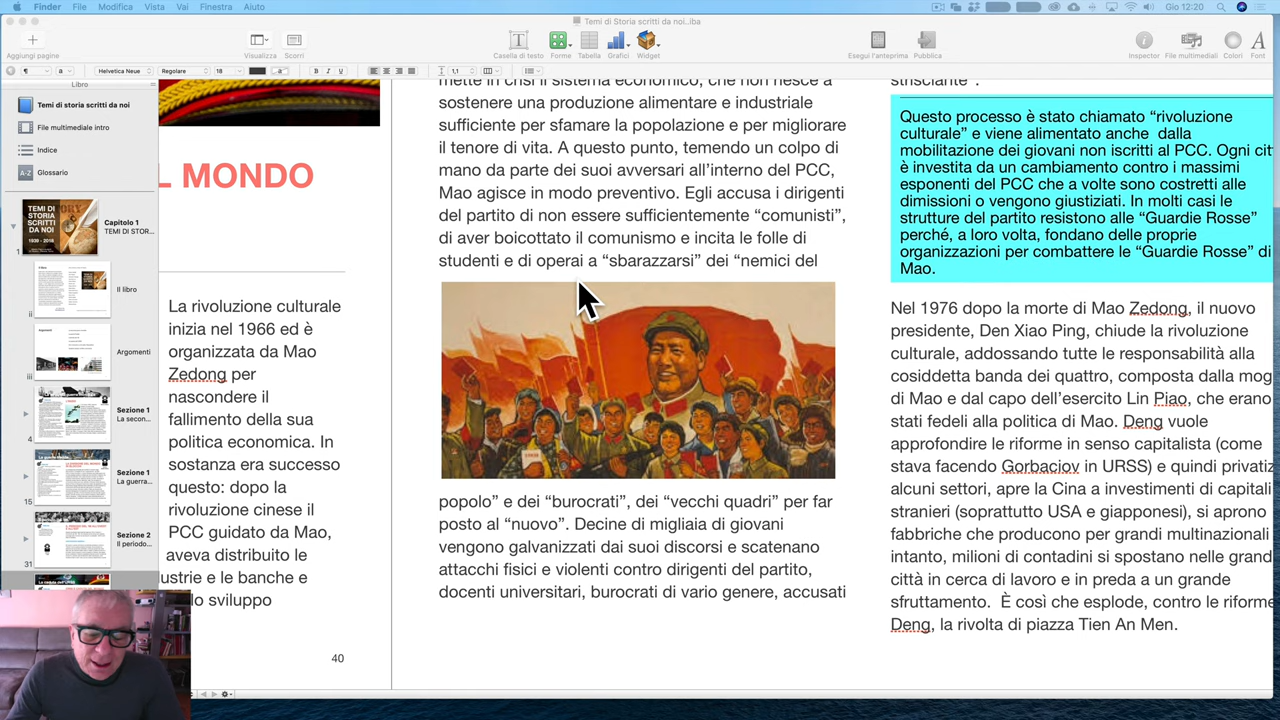 Finder File Modifica Vista Vai Finestra Aiuto
Gio 12:20
Temi di Storia scritti da noi..iba
Aggiungi pagine
Visualizza
Scorri
Casella di testo
Forme
Tabella
Grafici
Widget
Esegui l'anteprima
Pubblica
Inspector
File multimediali
Colori
Font
Helvetica Neue
Regolare
16
B I U
1,1
Libro
Temi di storia scritti da noi
File multimediale intro
Indice
Glossario
TEMI DI
STORIA
SCRITTI
DA NOI
1939 - 2018
Capitolo 1
TEMI DI STOR...
1
Il libro
ii
Argomenti
iii
Sezione 1
La secon...
4
Sezione 1
La guerra...
15
Sezione 2
Il periodo...
31
L MONDO
La rivoluzione culturale
inizia nel 1966 ed è
organizzata da Mao
Zedong per
nascondere il
fallimento della sua
politica economica. In
sostanza era successo
questo: dopo la
rivoluzione cinese il
PCC guidato da Mao,
aveva distribuito le
ustrie e le banche e
lo sviluppo
40
mette in crisi il sistema economico, che non riesce a
sostenere una produzione alimentare e industriale
sufficiente per sfamare la popolazione e per migliorare
il tenore di vita. A questo punto, temendo un colpo di
mano da parte dei suoi avversari all'interno del PCC,
Mao agisce in modo preventivo. Egli accusa i dirigenti
del partito di non essere sufficientemente “comunisti”,
di aver boicottato il comunismo e incita le folle di
studenti e di operai a “sbarazzarsi” dei “nemici del
popolo” e dei “burocrati”, dei “vecchi quadri” per far
posto al “nuovo”. Decine di migliaia di giovani
vengono galvanizzati dai suoi discorsi e scatenano
attacchi fisici e violenti contro dirigenti del partito,
docenti universitari, burocrati di vario genere, accusati
Questo processo è stato chiamato “rivoluzione
culturale” e viene alimentato anche dalla
mobilitazione dei giovani non iscritti al PCC. Ogni cit
è investita da un cambiamento contro i massimi
esponenti del PCC che a volte sono costretti alle
dimissioni o vengono giustiziati. In molti casi le
strutture del partito resistono alle “Guardie Rosse”
perché, a loro volta, fondano delle proprie
organizzazioni per combattere le “Guardie Rosse” di
Mao.
Nel 1976 dopo la morte di Mao Zedong, il nuovo
presidente, Den Xiao Ping, chiude la rivoluzione
culturale, addossando tutte le responsabilità alla
cosiddetta banda dei quattro, composta dalla mog
di Mao e dal capo dell'esercito Lin Piao, che erano
stati fedeli alla politica di Mao. Deng vuole
approfondire le riforme in senso capitalista (come
stava facendo Gorbaciov in URSS) e quindi privatiz
alcuni settori, apre la Cina a investimenti di capitali
stranieri (soprattutto USA e giapponesi), si aprono
fabbriche che producono per grandi multinazionali
intanto, milioni di contadini si spostano nelle grand
città in cerca di lavoro e in preda a un grande
sfruttamento. È così che esplode, contro le riforme
Deng, la rivolta di piazza Tien An Men.